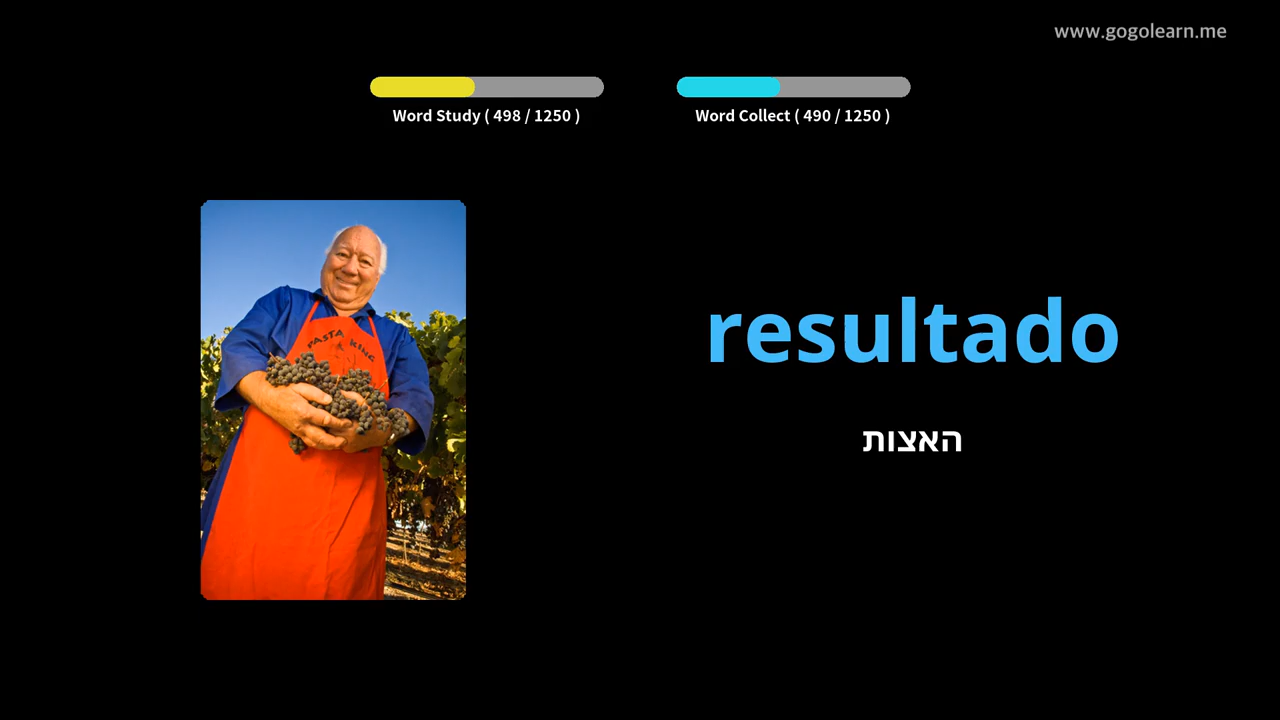 www.gogolearn.me
Word Study ( 498 / 1250 )
Word Collect ( 490 / 1250 )
PASTA KING
resultado
האצות